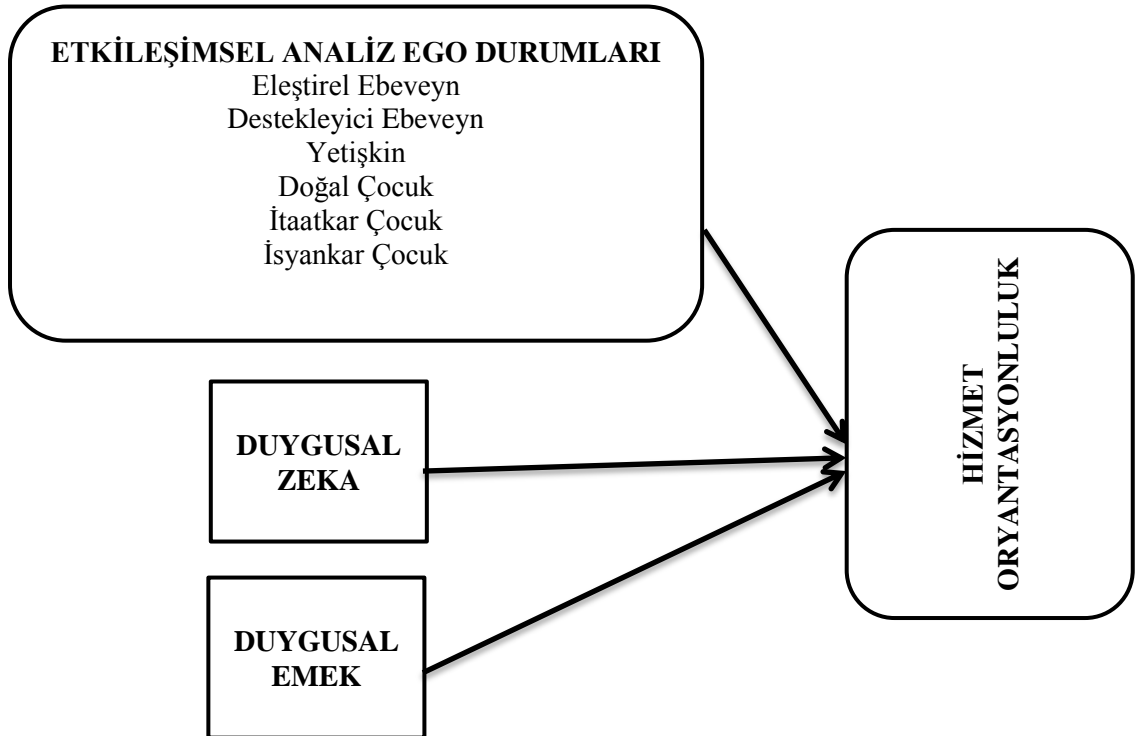 ETKİLEŞİMSEL ANALİZ EGO DURUMLARI
Eleştirel Ebeveyn
Destekleyici Ebeveyn
Yetişkin
Doğal Çocuk
İtaatkar Çocuk
İsyankar Çocuk
DUYGUSAL
ZEKA
DUYGUSAL
EMEK
HİZMET
ORYANTASYONLULUK